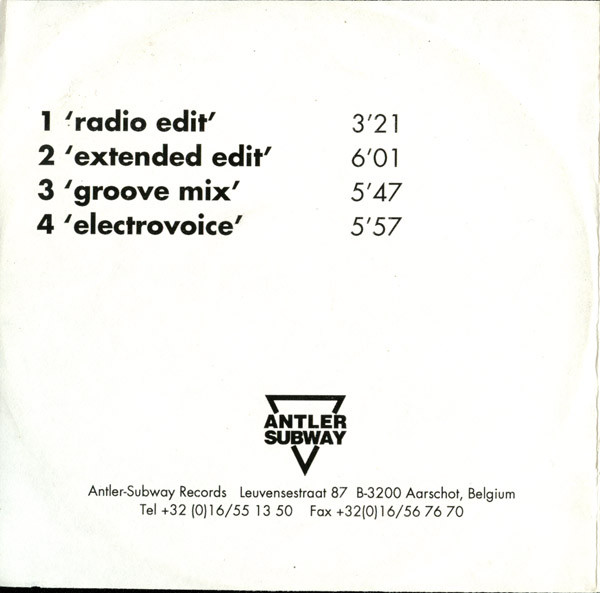 1 ‘radio edit’ 3’21
2 ‘extended edit’ 6’01
3 ‘groove mix’ 5’47
4 ‘electrovoice’ 5’57
ANTLER
SUBWAY
Antler-Subway Records Leuvensestraat 87 B-3200 Aarschot, Belgium
Tel +32 (0)16/55 13 50 Fax +32(0)16/56 76 70